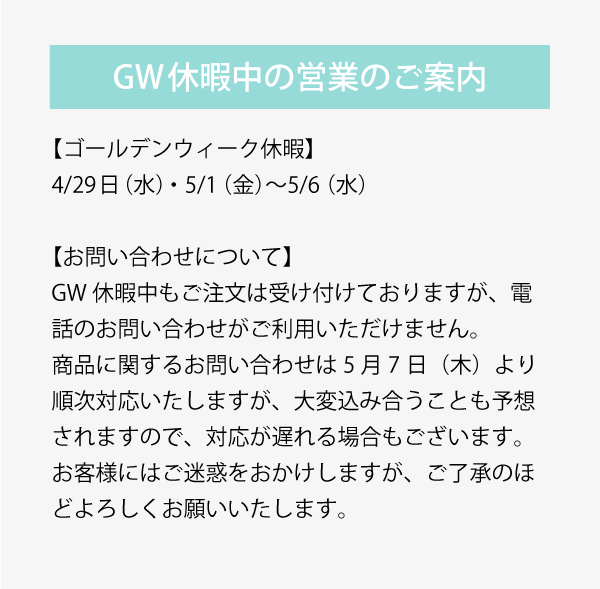 GW休暇中の営業のご案内
【ゴールデンウィーク休暇】
4/29日（水）・5/1（金）～5/6（水）
【お問い合わせについて】
GW 休暇中もご注文は受け付けておりますが、電
話のお問い合わせがご利用いただけません。
商品に関するお問い合わせは 5 月 7 日（木）より
順次対応いたしますが、大変込み合うことも予想
されますので、対応が遅れる場合もございます。
お客様にはご迷惑をおかけしますが、ご了承のほ
どよろしくお願いいたします。